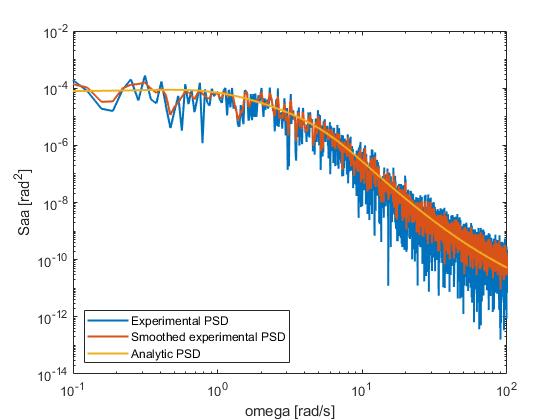 10^-2
10^-4
10^-6
10^-8
10^-10
10^-12
10^-14
Saa [rad^2]
Experimental PSD
Smoothed experimental PSD
Analytic PSD
10^-1 10^0 10^1 10^2
omega [rad/s]